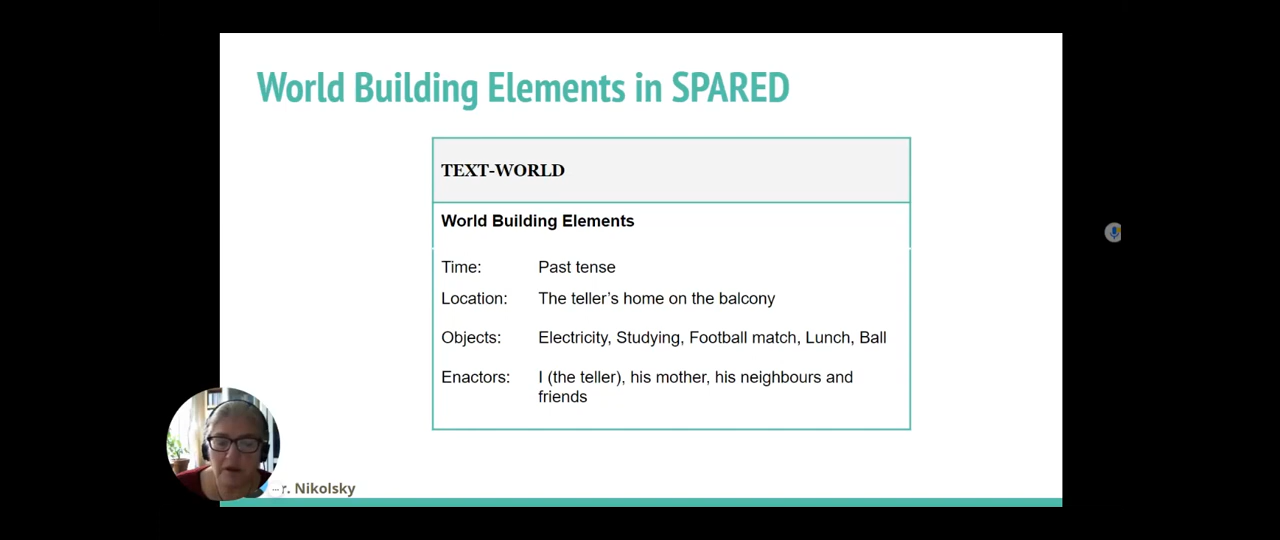 World Building Elements in SPARED
TEXT-WORLD
World Building Elements
Time: Past tense
Location: The teller’s home on the balcony
Objects: Electricity, Studying, Football match, Lunch, Ball
Enactors: I (the teller), his mother, his neighbours and
friends
r. Nikolsky